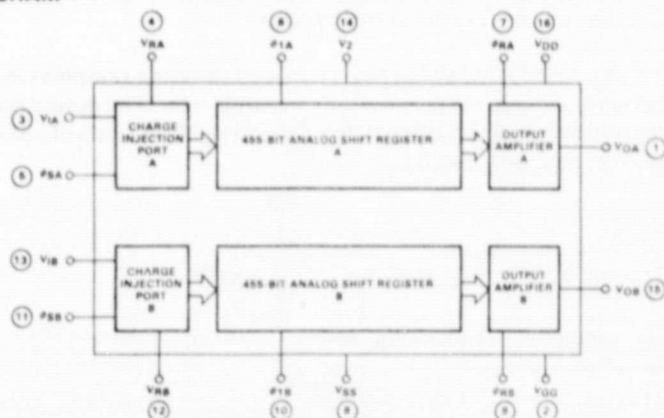 4 6 14 7 16
VRA φ1A V2 φRA VDD
3 VIA
CHARGE
INJECTION
PORT
A
455-BIT ANALOG SHIFT REGISTER
A
OUTPUT
AMPLIFIER
A
VOA 1
5 φSA
13 VIB
CHARGE
INJECTION
PORT
B
455-BIT ANALOG SHIFT REGISTER
B
OUTPUT
AMPLIFIER
B
VOB 15
11 φSB
VRB φ1B VSS φRB VGG
12 10 8 9 2